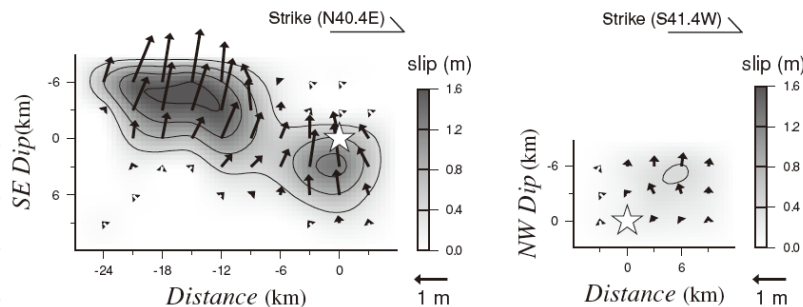 Strike (N40.4E)
slip (m)
1.6
1.2
0.8
0.4
0.0
-6
0
6
SE Dip(km)
-24
-18
-12
-6
0
Distance (km)
1 m
Strike (S41.4W)
slip (m)
1.6
1.2
0.8
0.4
0.0
-6
0
NW Dip (km)
0
6
Distance (km)
1 m